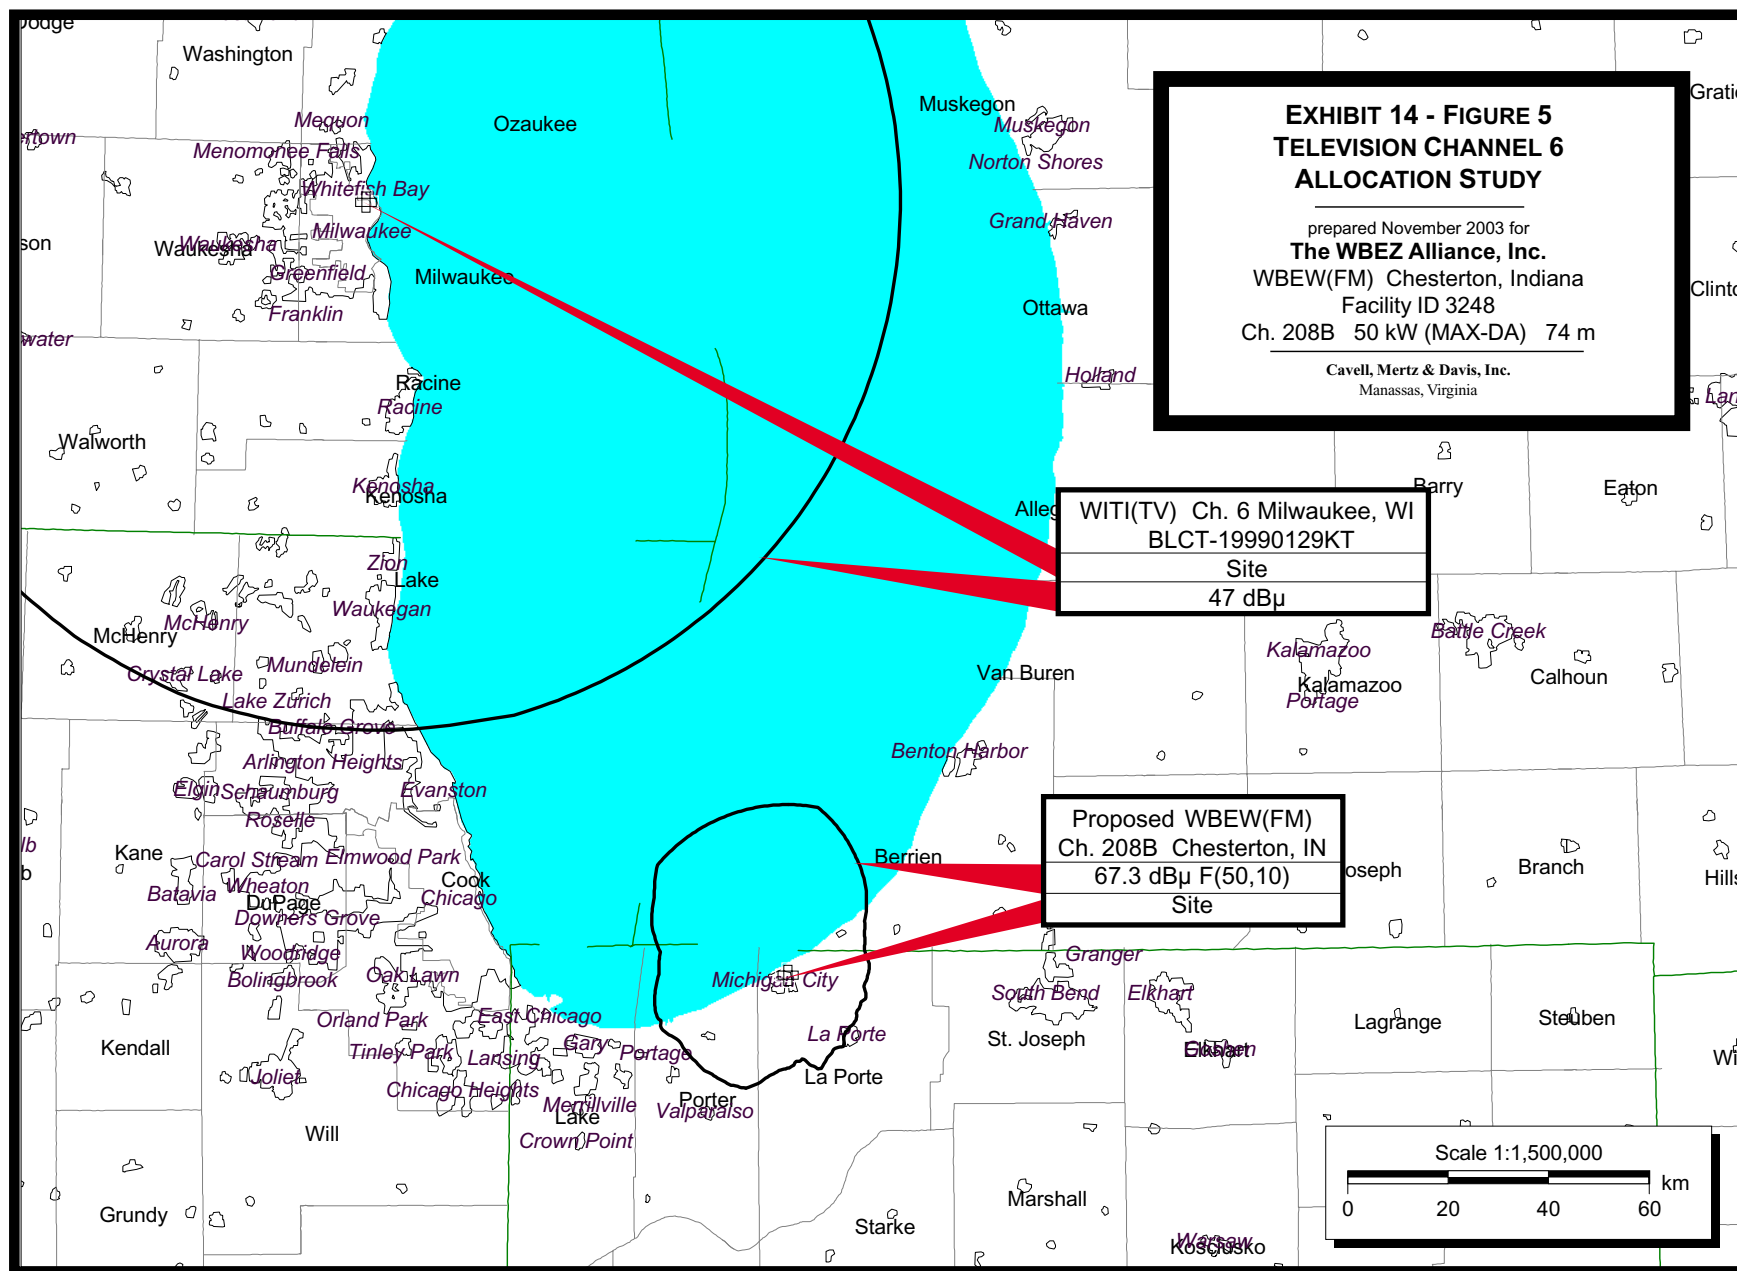 EXHIBIT 14 - FIGURE 5
TELEVISION CHANNEL 6
ALLOCATION STUDY
prepared November 2003 for
The WBEZ Alliance, Inc.
WBEW(FM) Chesterton, Indiana
Facility ID 3248
Ch. 208B 50 kW (MAX-DA) 74 m
Cavell, Mertz & Davis, Inc.
Manassas, Virginia
Washington
Mequon
Menomonee Falls
Whitefish Bay
Milwaukee
Waukesha
Waukesha
Greenfield
Franklin
Ozaukee
Milwaukee
Racine
Racine
Walworth
Kenosha
Kenosha
Muskegon
Muskegon
Norton Shores
Grand Haven
Ottawa
Holland
Barry
Eaton
WITI(TV) Ch. 6 Milwaukee, WI
BLCT-19990129KT
Site
47 dBµ
Zion
Lake
Waukegan
McHenry
McHenry
Crystal Lake
Mundelein
Lake Zurich
Buffalo Grove
Arlington Heights
Elgin
Schaumburg
Evanston
Roselle
Kane
Carol Stream
Elmwood Park
Cook
Chicago
Batavia
Wheaton
DuPage
Downers Grove
Aurora
Woodridge
Bolingbrook
Oak Lawn
Van Buren
Kalamazoo
Kalamazoo
Portage
Battle Creek
Calhoun
Benton Harbor
Berrien
Proposed WBEW(FM)
Ch. 208B Chesterton, IN
67.3 dBµ F(50,10)
Site
oseph
Branch
Michigan City
Granger
South Bend
Elkhart
St. Joseph
Elkhart
Goshen
Lagrange
Steuben
Orland Park
East Chicago
Tinley Park
Lansing
Gary
Portage
La Porte
La Porte
Kendall
Joliet
Chicago Heights
Merrillville
Lake
Porter
Valparaiso
Crown Point
Will
Grundy
Marshall
Starke
Warsaw
Kosciusko
Scale 1:1,500,000
km
0 20 40 60